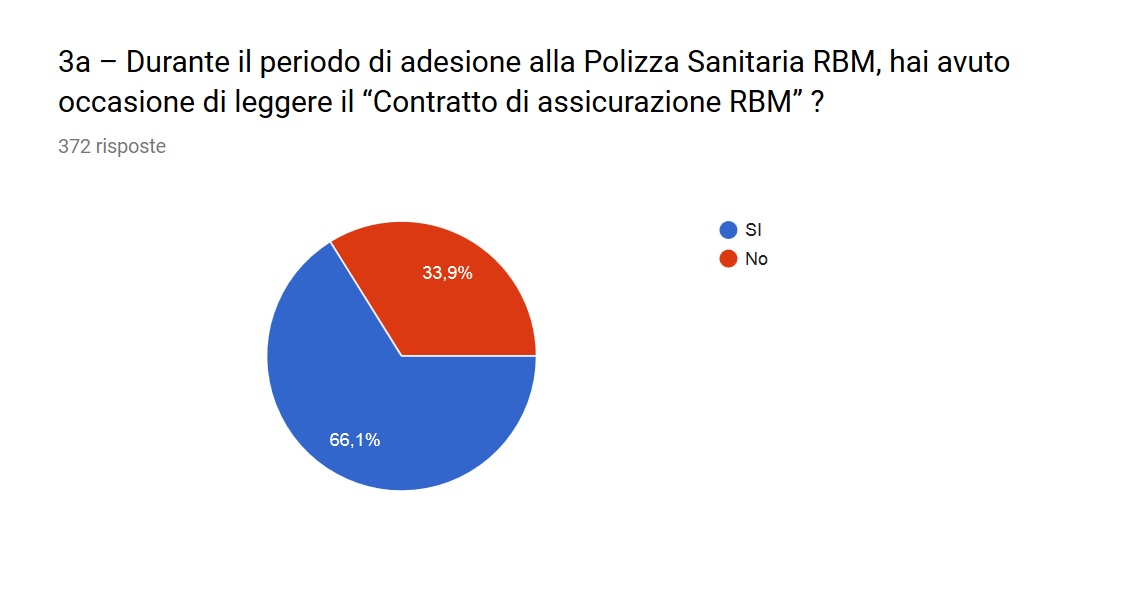 3a – Durante il periodo di adesione alla Polizza Sanitaria RBM, hai avuto
occasione di leggere il “Contratto di assicurazione RBM” ?
372 risposte
SI
No
33,9%
66,1%